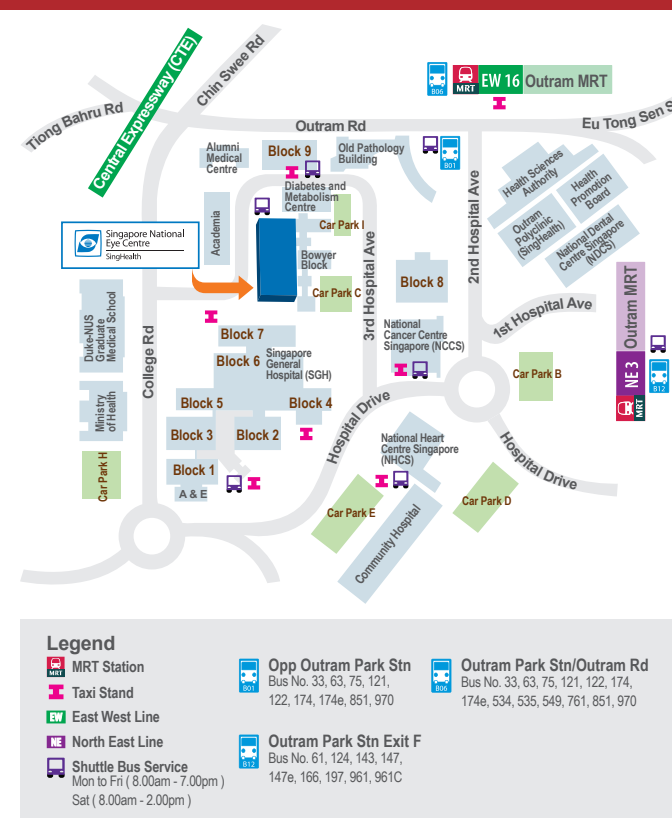 Central Expressway (CTE)
Chin Swee Rd
Tiong Bahru Rd
B06
MRT
EW 16
Outram MRT
Outram Rd
Eu Tong Sen S
Alumni
Medical
Centre
Block 9
Old Pathology
Building
B01
Health Sciences
Authority
Health
Promotion
Board
Outram
Polyclinic
(SingHealth)
National Dental
Centre Singapore
(NDCS)
2nd Hospital Ave
Diabetes and
Metabolism
Centre
Car Park I
Academia
Singapore National
Eye Centre
SingHealth
Bowyer
Block
Car Park C
3rd Hospital Ave
Block 8
1st Hospital Ave
Outram MRT
NE 3
B12
MRT
Duke-NUS
Graduate
Medical School
College Rd
Block 7
Block 6
Singapore
General
Hospital (SGH)
National
Cancer Centre
Singapore (NCCS)
Car Park B
Ministry
of Health
Block 5
Block 4
Block 3
Block 2
Hospital Drive
Hospital Drive
National Heart
Centre Singapore
(NHCS)
Car Park H
Block 1
A & E
Car Park E
Car Park D
Community Hospital
Legend
MRT
MRT Station
Taxi Stand
EW
East West Line
NE
North East Line
Shuttle Bus Service
Mon to Fri ( 8.00am - 7.00pm )
Sat ( 8.00am - 2.00pm )
B01
Opp Outram Park Stn
Bus No. 33, 63, 75, 121,
122, 174, 174e, 851, 970
B12
Outram Park Stn Exit F
Bus No. 61, 124, 143, 147,
147e, 166, 197, 961, 961C
B06
Outram Park Stn/Outram Rd
Bus No. 33, 63, 75, 121, 122, 174,
174e, 534, 535, 549, 761, 851, 970